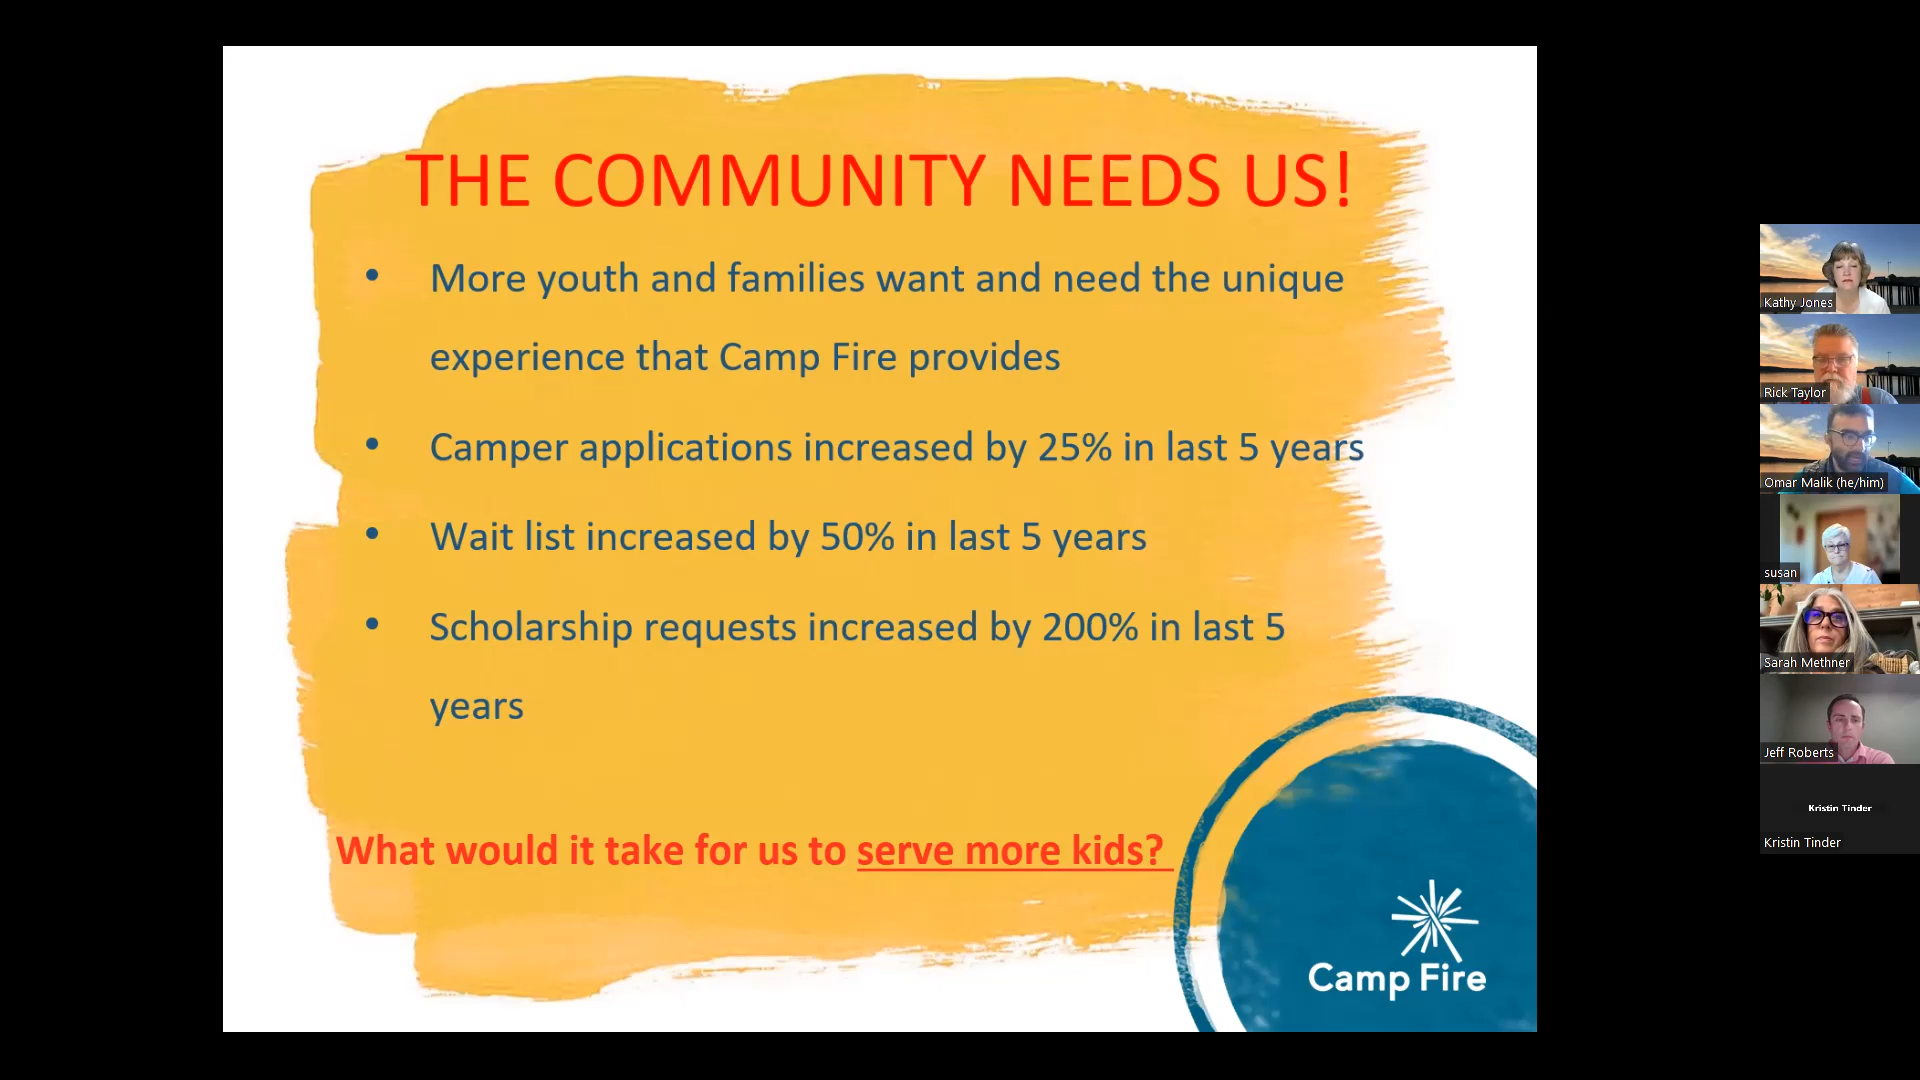 THE COMMUNITY NEEDS US!
• More youth and families want and need the unique
experience that Camp Fire provides
• Camper applications increased by 25% in last 5 years
• Wait list increased by 50% in last 5 years
• Scholarship requests increased by 200% in last 5
years
What would it take for us to serve more kids?
Camp Fire
Kathy Jones
Rick Taylor
Omar Malik (he/him)
susan
Sarah Methner
Jeff Roberts
Kristin Tinder
Kristin Tinder